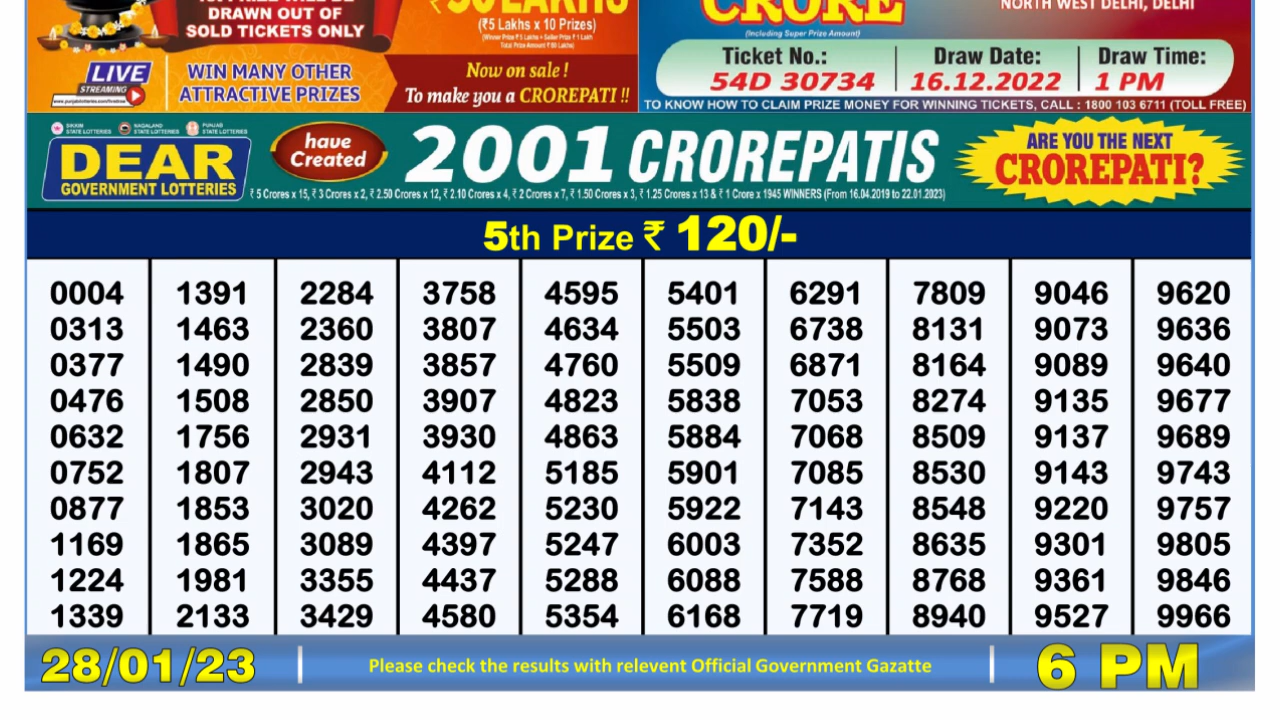 DRAWN OUT OF
SOLD TICKETS ONLY
LIVE
STREAMING
WIN MANY OTHER
ATTRACTIVE PRIZES
(₹5 Lakhs x 10 Prizes)
Now on sale !
To make you a CROREPATI !!
CRORE
(Including Super Prize Amount)
NORTH WEST DELHI, DELHI
Ticket No.: Draw Date: Draw Time:
54D 30734 16.12.2022 1 PM
TO KNOW HOW TO CLAIM PRIZE MONEY FOR WINNING TICKETS, CALL : 1800 103 6711 (TOLL FREE)
SIKKIM STATE LOTTERIES NAGALAND STATE LOTTERIES PUNJAB STATE LOTTERIES
DEAR
GOVERNMENT LOTTERIES
have
Created
2001 CROREPATIS
₹ 5 Crores x 15, ₹ 3 Crores x 2, ₹ 2.50 Crores x 12, ₹ 2.10 Crores x 4, ₹ 2 Crores x 7, ₹ 1.50 Crores x 3, ₹ 1.25 Crores x 13 & ₹ 1 Crore x 1945 WINNERS (From 16.04.2019 to 22.01.2023)
ARE YOU THE NEXT
CROREPATI?
5th Prize ₹ 120/-
0004 1391 2284 3758 4595 5401 6291 7809 9046 9620
0313 1463 2360 3807 4634 5503 6738 8131 9073 9636
0377 1490 2839 3857 4760 5509 6871 8164 9089 9640
0476 1508 2850 3907 4823 5838 7053 8274 9135 9677
0632 1756 2931 3930 4863 5884 7068 8509 9137 9689
0752 1807 2943 4112 5185 5901 7085 8530 9143 9743
0877 1853 3020 4262 5230 5922 7143 8548 9220 9757
1169 1865 3089 4397 5247 6003 7352 8635 9301 9805
1224 1981 3355 4437 5288 6088 7588 8768 9361 9846
1339 2133 3429 4580 5354 6168 7719 8940 9527 9966
28/01/23 Please check the results with relevent Official Government Gazatte 6 PM